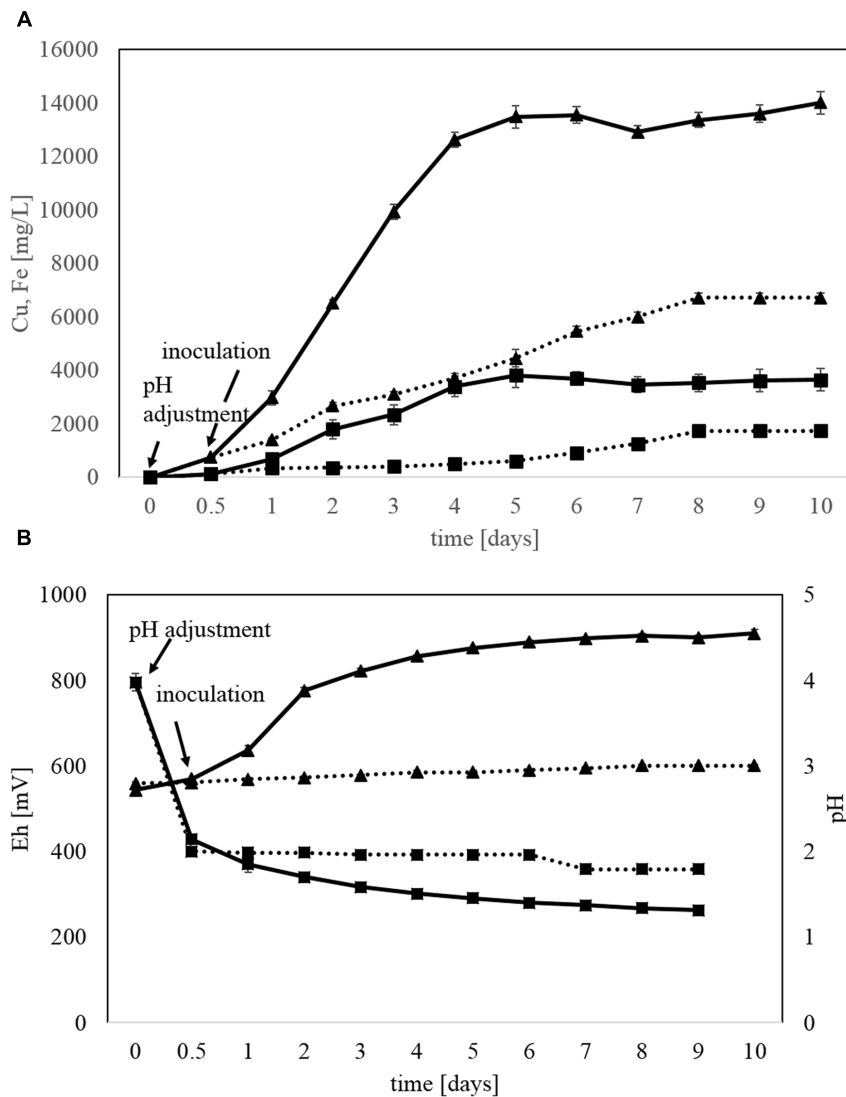 A
16000
14000
12000
10000
8000
6000
4000
2000
0
Cu, Fe [mg/L]
inoculation
pH
adjustment
0 0.5 1 2 3 4 5 6 7 8 9 10
time [days]
B
1000
800
600
400
200
0
Eh [mV]
pH adjustment
inoculation
5
4
3
2
1
0
pH
0 0.5 1 2 3 4 5 6 7 8 9 10
time [days]